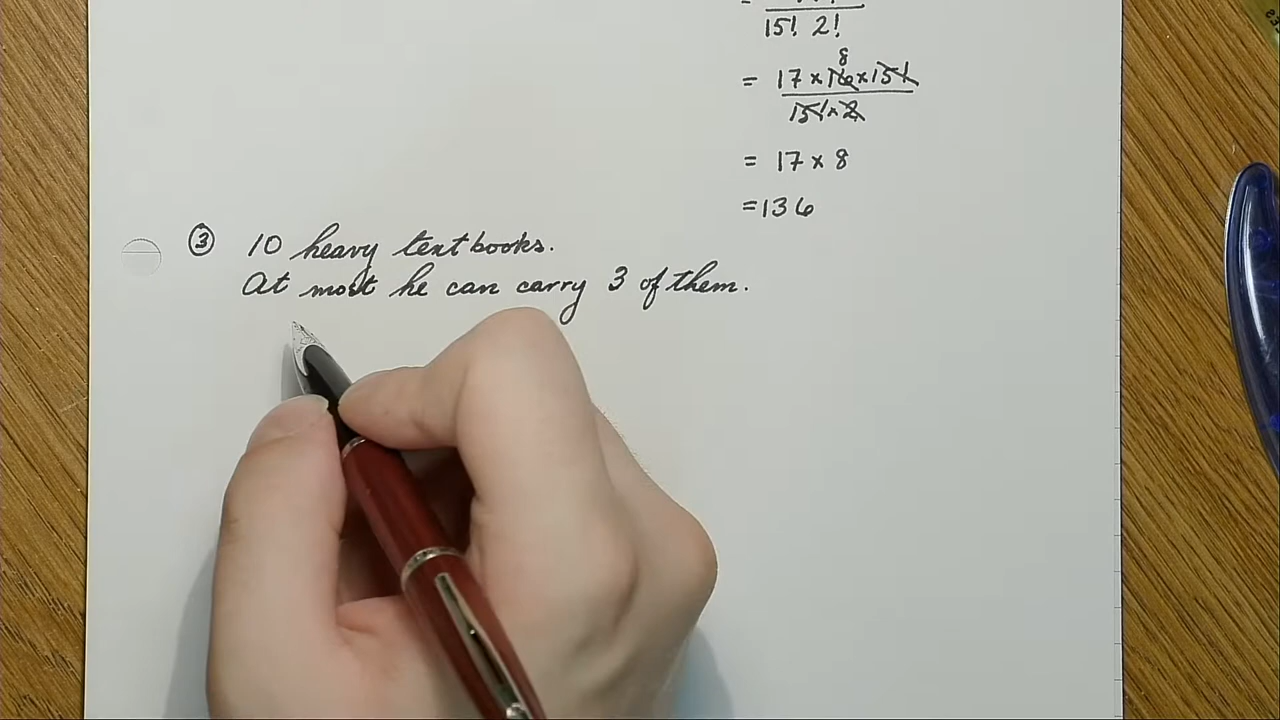 =
15! 2!
8
= 17 × 16 × 15!
15! × 2
= 17 × 8
= 136
③ 10 heavy textbooks.
At most he can carry 3 of them.